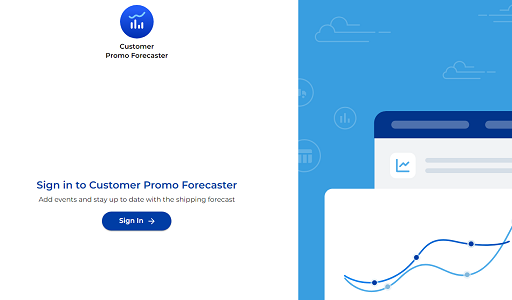 Customer
Promo Forecaster
Sign in to Customer Promo Forecaster
Add events and stay up to date with the shipping forecast
Sign In